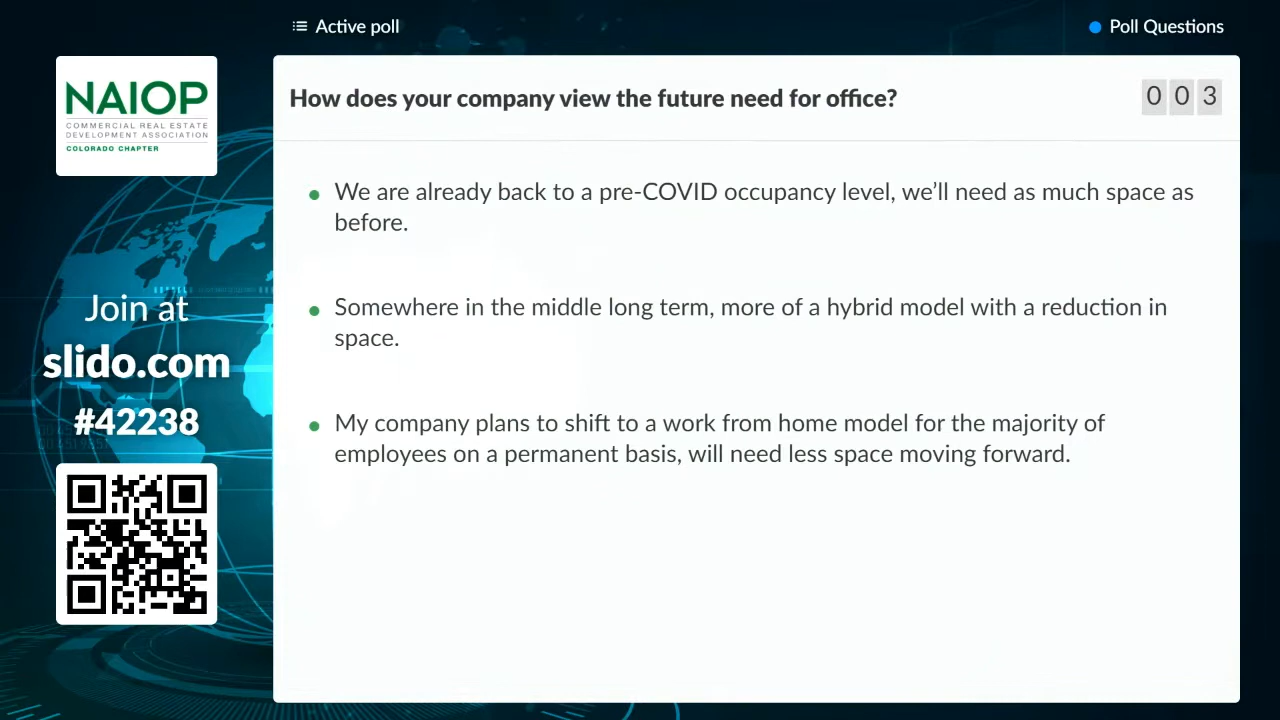 Active poll
Poll Questions
NAIOP
COMMERCIAL REAL ESTATE
DEVELOPMENT ASSOCIATION
COLORADO CHAPTER
How does your company view the future need for office?
003
We are already back to a pre-COVID occupancy level, we’ll need as much space as
before.
Somewhere in the middle long term, more of a hybrid model with a reduction in
space.
My company plans to shift to a work from home model for the majority of
employees on a permanent basis, will need less space moving forward.
Join at
slido.com
#42238